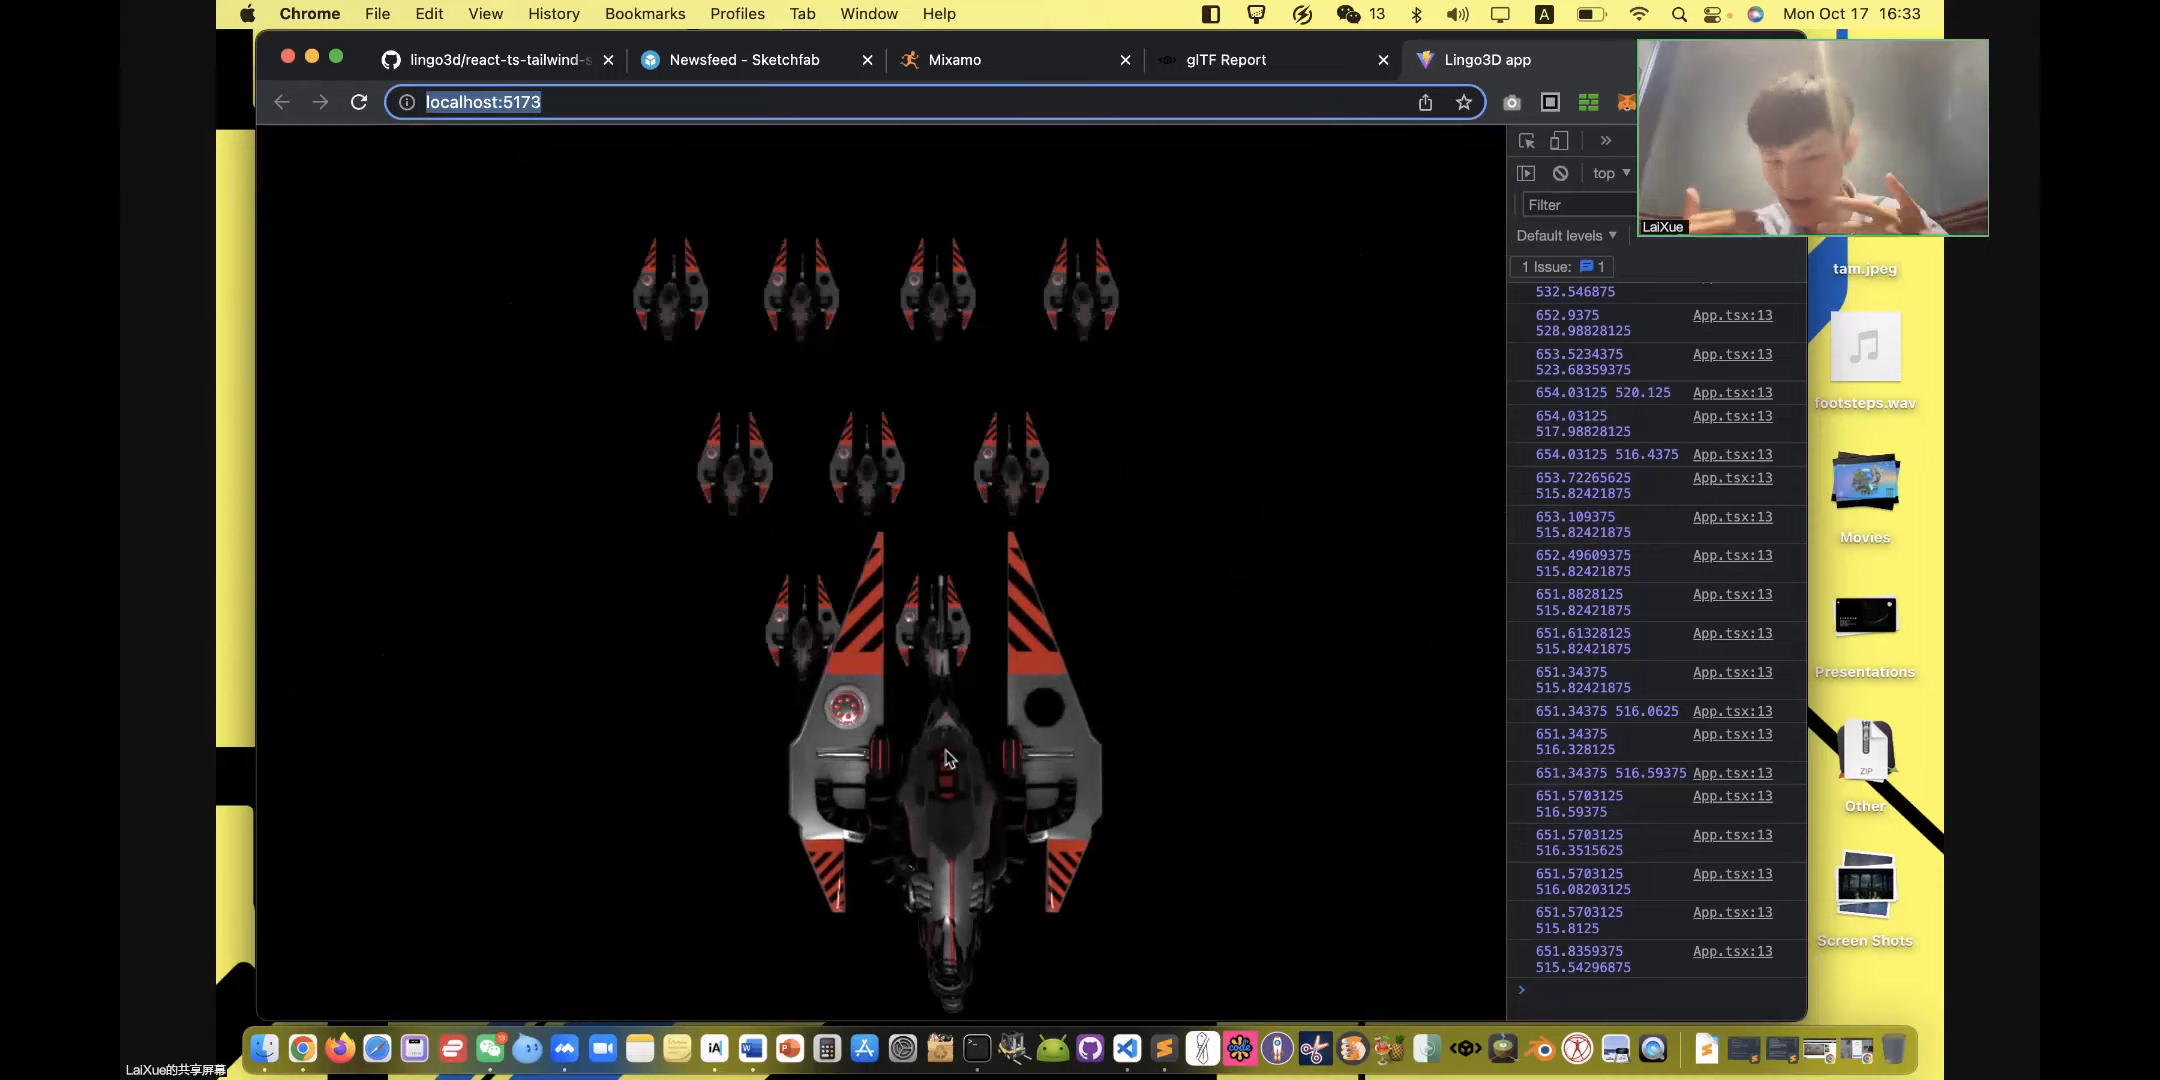 Chrome File Edit View History Bookmarks Profiles Tab Window Help
13 A Mon Oct 17 16:33
lingo3d/react-ts-tailwind-s
Newsfeed - Sketchfab
Mixamo
glTF Report
Lingo3D app
localhost:5173
top
Filter
Default levels
1 Issue: 1
LaiXue
532.546875
652.9375 App.tsx:13
528.98828125
653.5234375 App.tsx:13
523.68359375
654.03125 520.125 App.tsx:13
654.03125 App.tsx:13
517.98828125
654.03125 516.4375 App.tsx:13
653.72265625 App.tsx:13
515.82421875
653.109375 App.tsx:13
515.82421875
652.49609375 App.tsx:13
515.82421875
651.8828125 App.tsx:13
515.82421875
651.61328125 App.tsx:13
515.82421875
651.34375 App.tsx:13
515.82421875
651.34375 516.0625 App.tsx:13
651.34375 App.tsx:13
516.328125
651.34375 516.59375 App.tsx:13
651.5703125 App.tsx:13
516.59375
651.5703125 App.tsx:13
516.3515625
651.5703125 App.tsx:13
516.08203125
651.5703125 App.tsx:13
515.8125
651.8359375 App.tsx:13
515.54296875
tam.jpeg
footsteps.wav
Movies
Presentations
ZIP
Other
Screen Shots
iA
code
LaiXue的共享屏幕